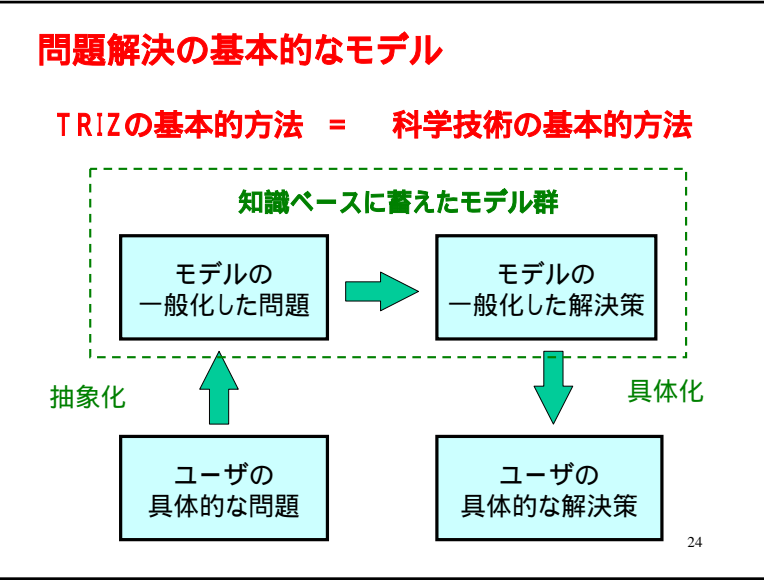 問題解決の基本的なモデル
TRIZの基本的方法 = 科学技術の基本的方法
知識ベースに蓄えたモデル群
モデルの
一般化した問題
モデルの
一般化した解決策
抽象化
具体化
ユーザの
具体的な問題
ユーザの
具体的な解決策
24